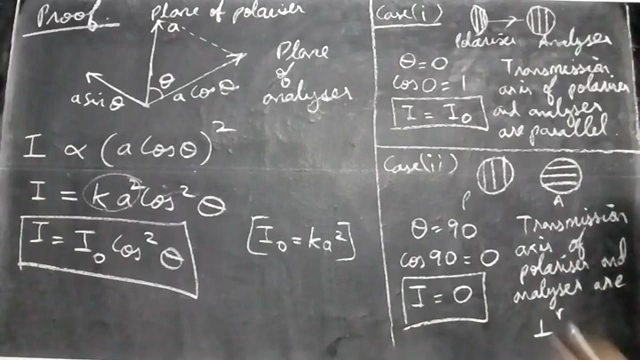 Proof.
Plane of polariser
a
θ
a sin θ
a cos θ
Plane
of
analyser
I ∝ (a cos θ)²
I = ka² cos² θ
I = I₀ cos² θ
[I₀ = ka²]
Case(i)
Polariser
Analyser
θ = 0
cos 0 = 1
I = I₀
Transmission
axis of polariser
and analyser
are parallel
Case(ii)
P
A
θ = 90
cos 90 = 0
I = 0
Transmission
axis of
polariser and
analyser are
⊥ʳ